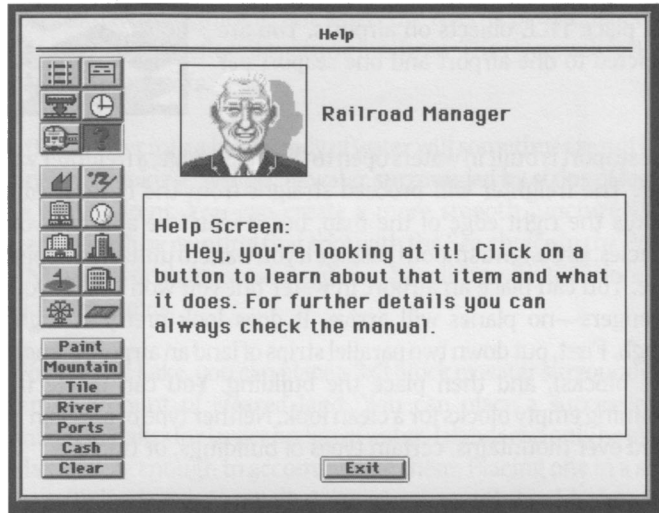 Help
Railroad Manager
Help Screen:
Hey, you're looking at it! Click on a
button to learn about that item and what
it does. For further details you can
always check the manual.
Paint
Mountain
Tile
River
Ports
Cash
Clear
Exit